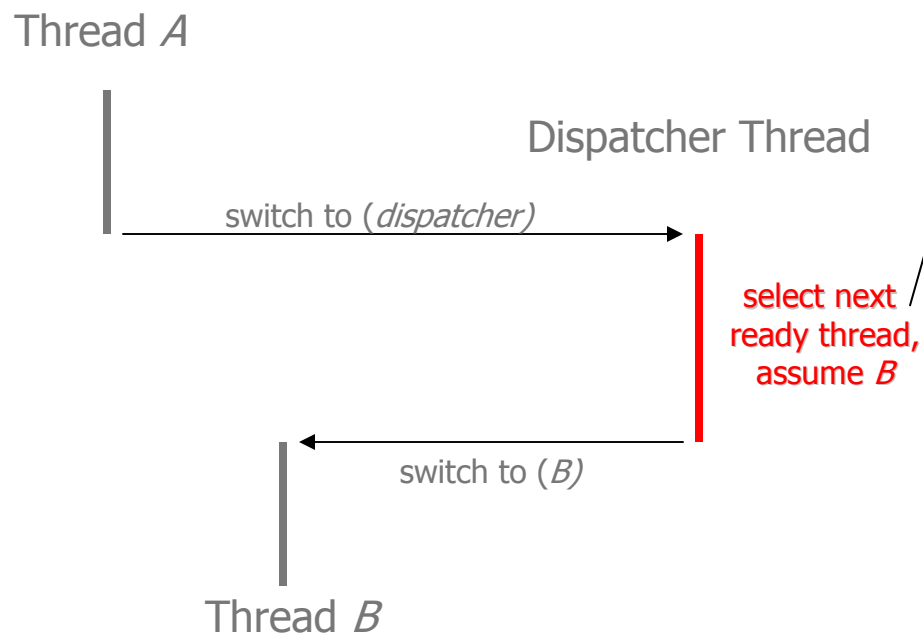 Thread A
Dispatcher Thread
switch to (dispatcher)
select next
ready thread,
assume B
switch to (B)
Thread B